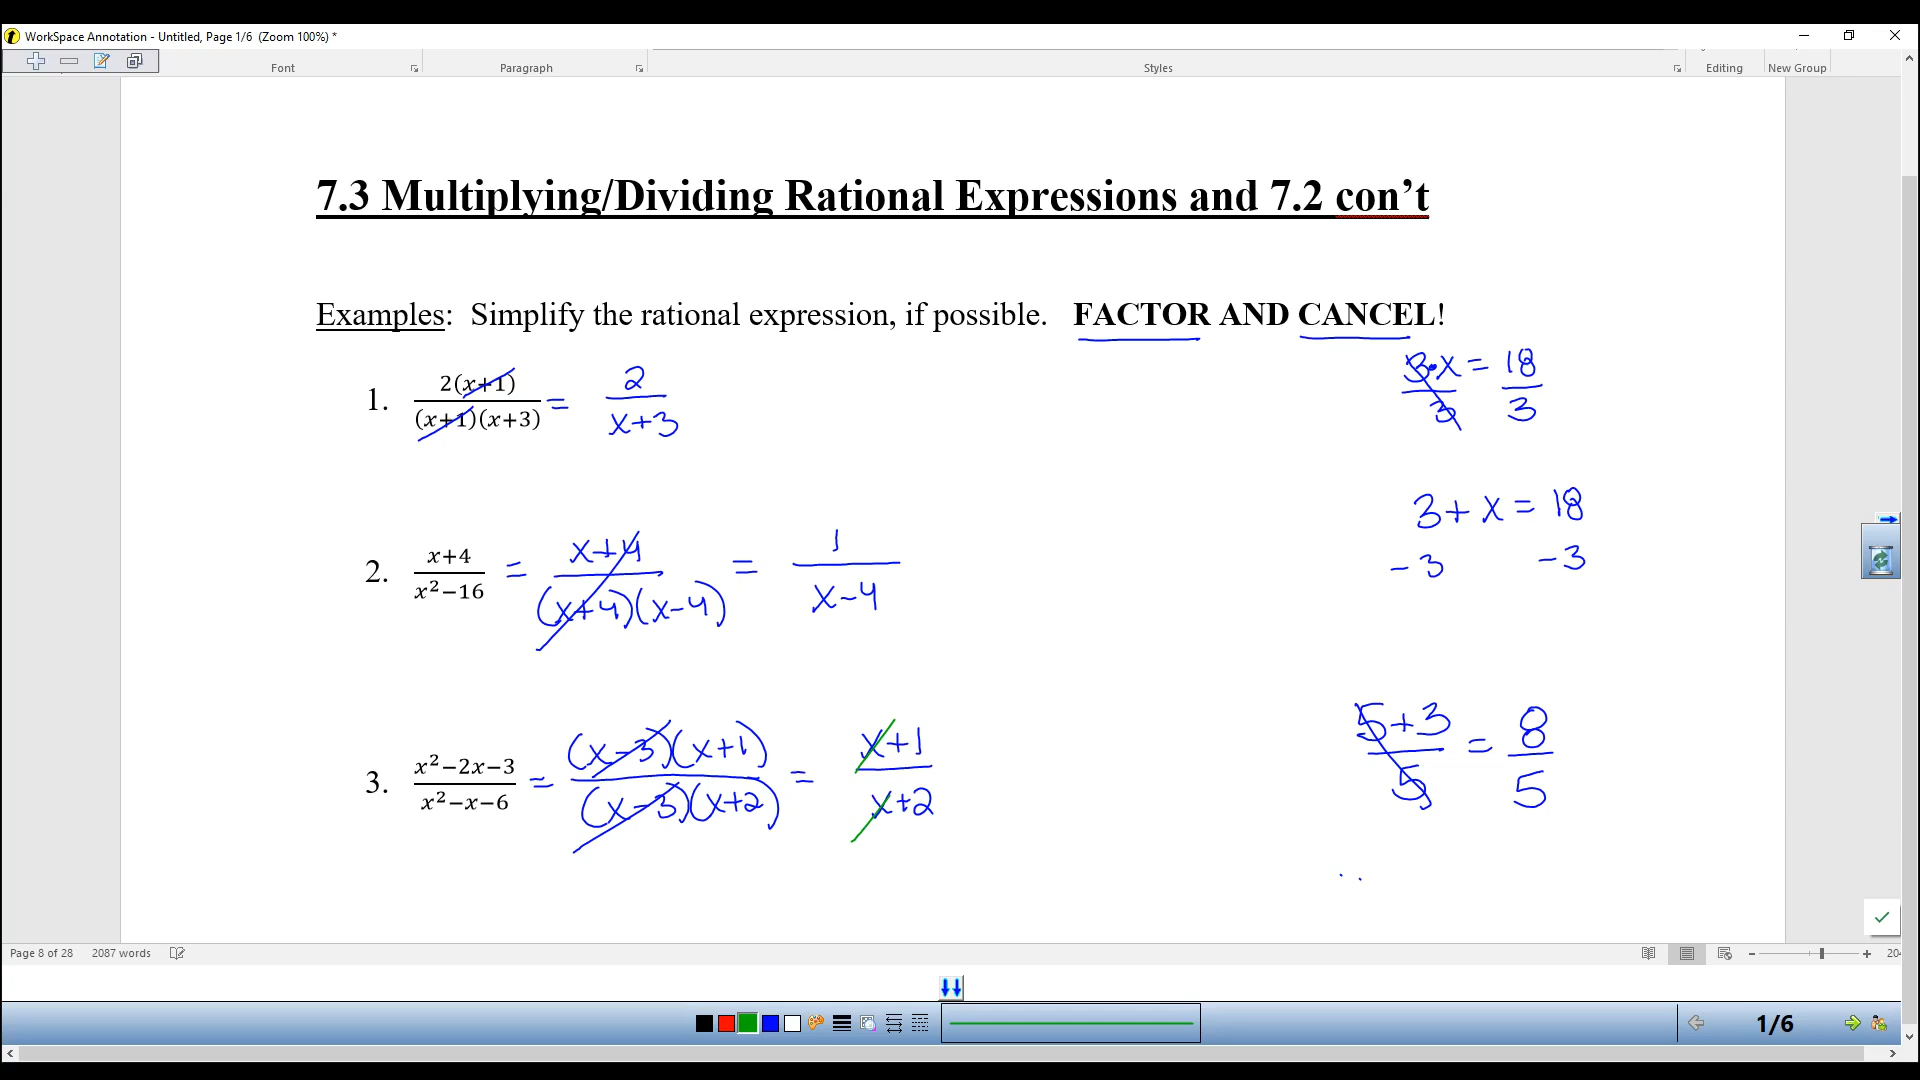 WorkSpace Annotation - Untitled, Page 1/6 (Zoom 100%) *
Font Paragraph Styles Editing New Group
7.3 Multiplying/Dividing Rational Expressions and 7.2 con’t
Examples: Simplify the rational expression, if possible. FACTOR AND CANCEL!
3·x = 18
3 3
1. 2(x+1)/(x+1)(x+3) = 2/x+3
3 + x = 18
-3 -3
2. x+4/x²−16 = x+4/(x+4)(x-4) = 1/x-4
5+3/5 = 8/5
3. x²−2x−3/x²−x−6 = (x-3)(x+1)/(x-3)(x+2) = x+1/x+2
Page 8 of 28 2087 words
1/6